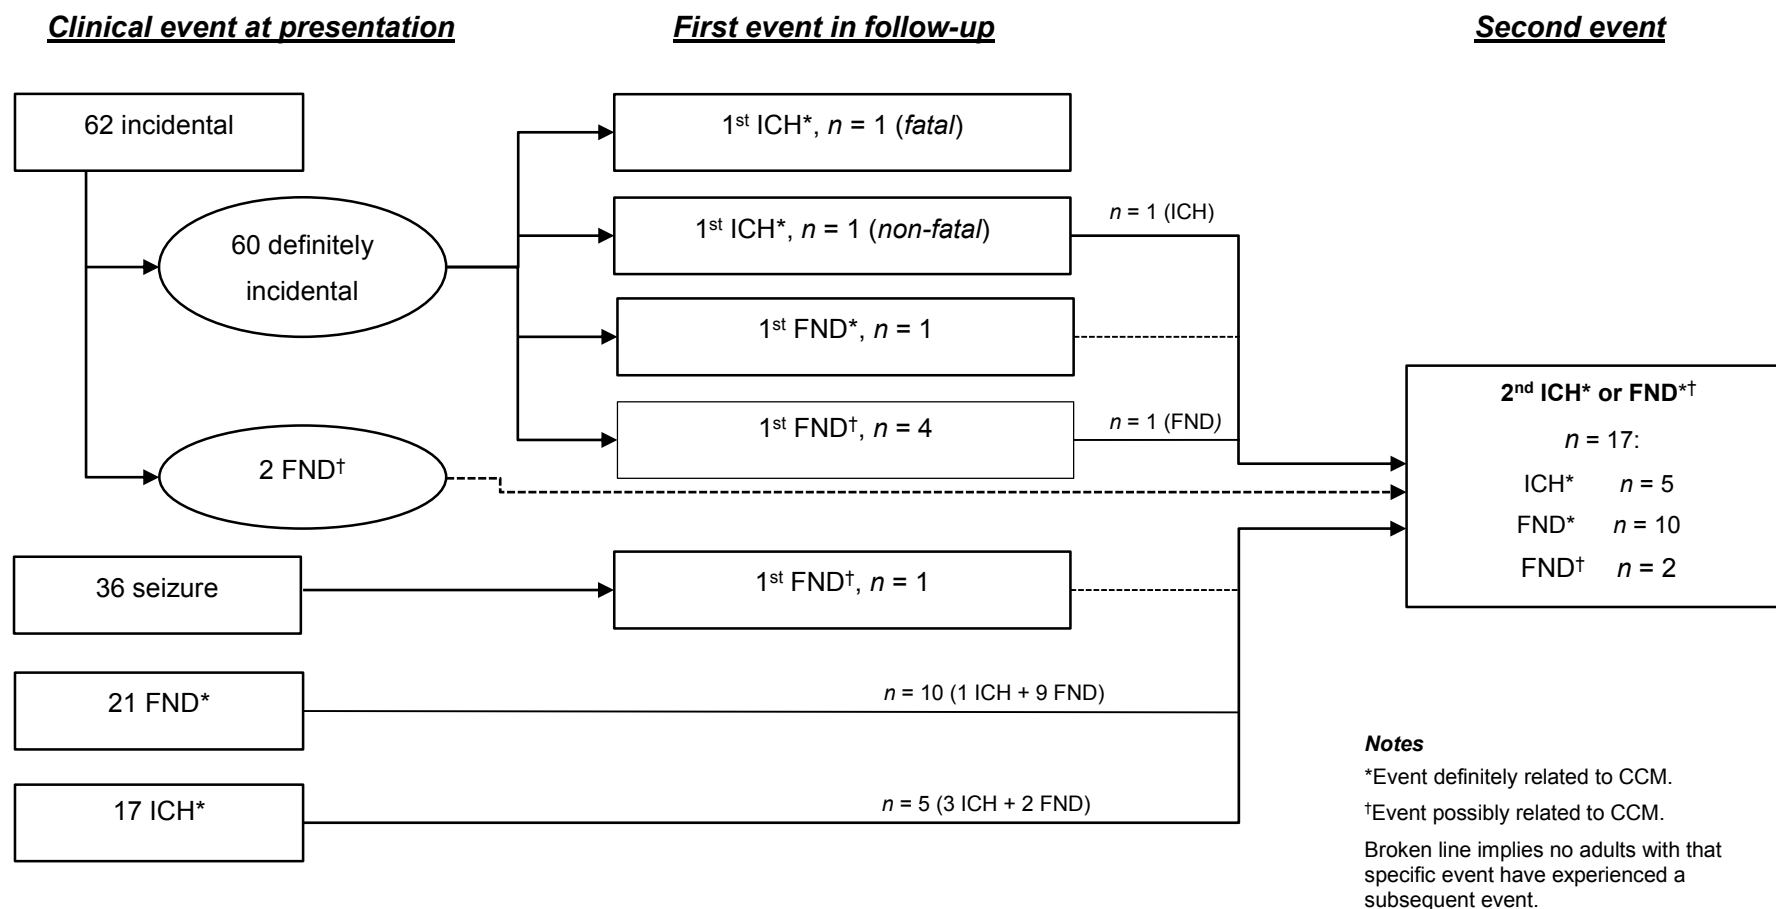 Clinical event at presentation
First event in follow-up
Second event
62 incidental
60 definitely
incidental
2 FND†
36 seizure
21 FND*
17 ICH*
1st ICH*, n = 1 (fatal)
1st ICH*, n = 1 (non-fatal)
1st FND*, n = 1
1st FND†, n = 4
1st FND†, n = 1
n = 1 (ICH)
n = 1 (FND)
n = 10 (1 ICH + 9 FND)
n = 5 (3 ICH + 2 FND)
2nd ICH* or FND*†
n = 17:
ICH* n = 5
FND* n = 10
FND† n = 2
Notes
*Event definitely related to CCM.
†Event possibly related to CCM.
Broken line implies no adults with that
specific event have experienced a
subsequent event.